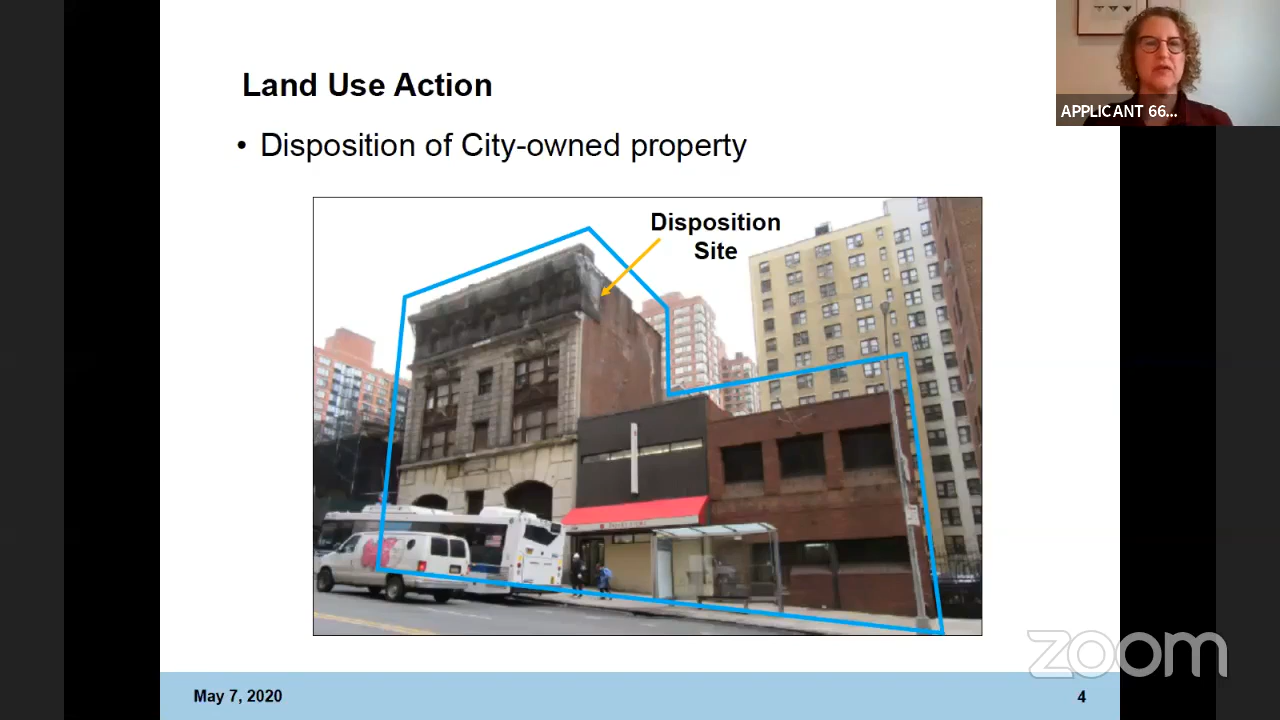 Land Use Action
APPLICANT 66...
• Disposition of City-owned property
Disposition
Site
zoom
May 7, 2020
4